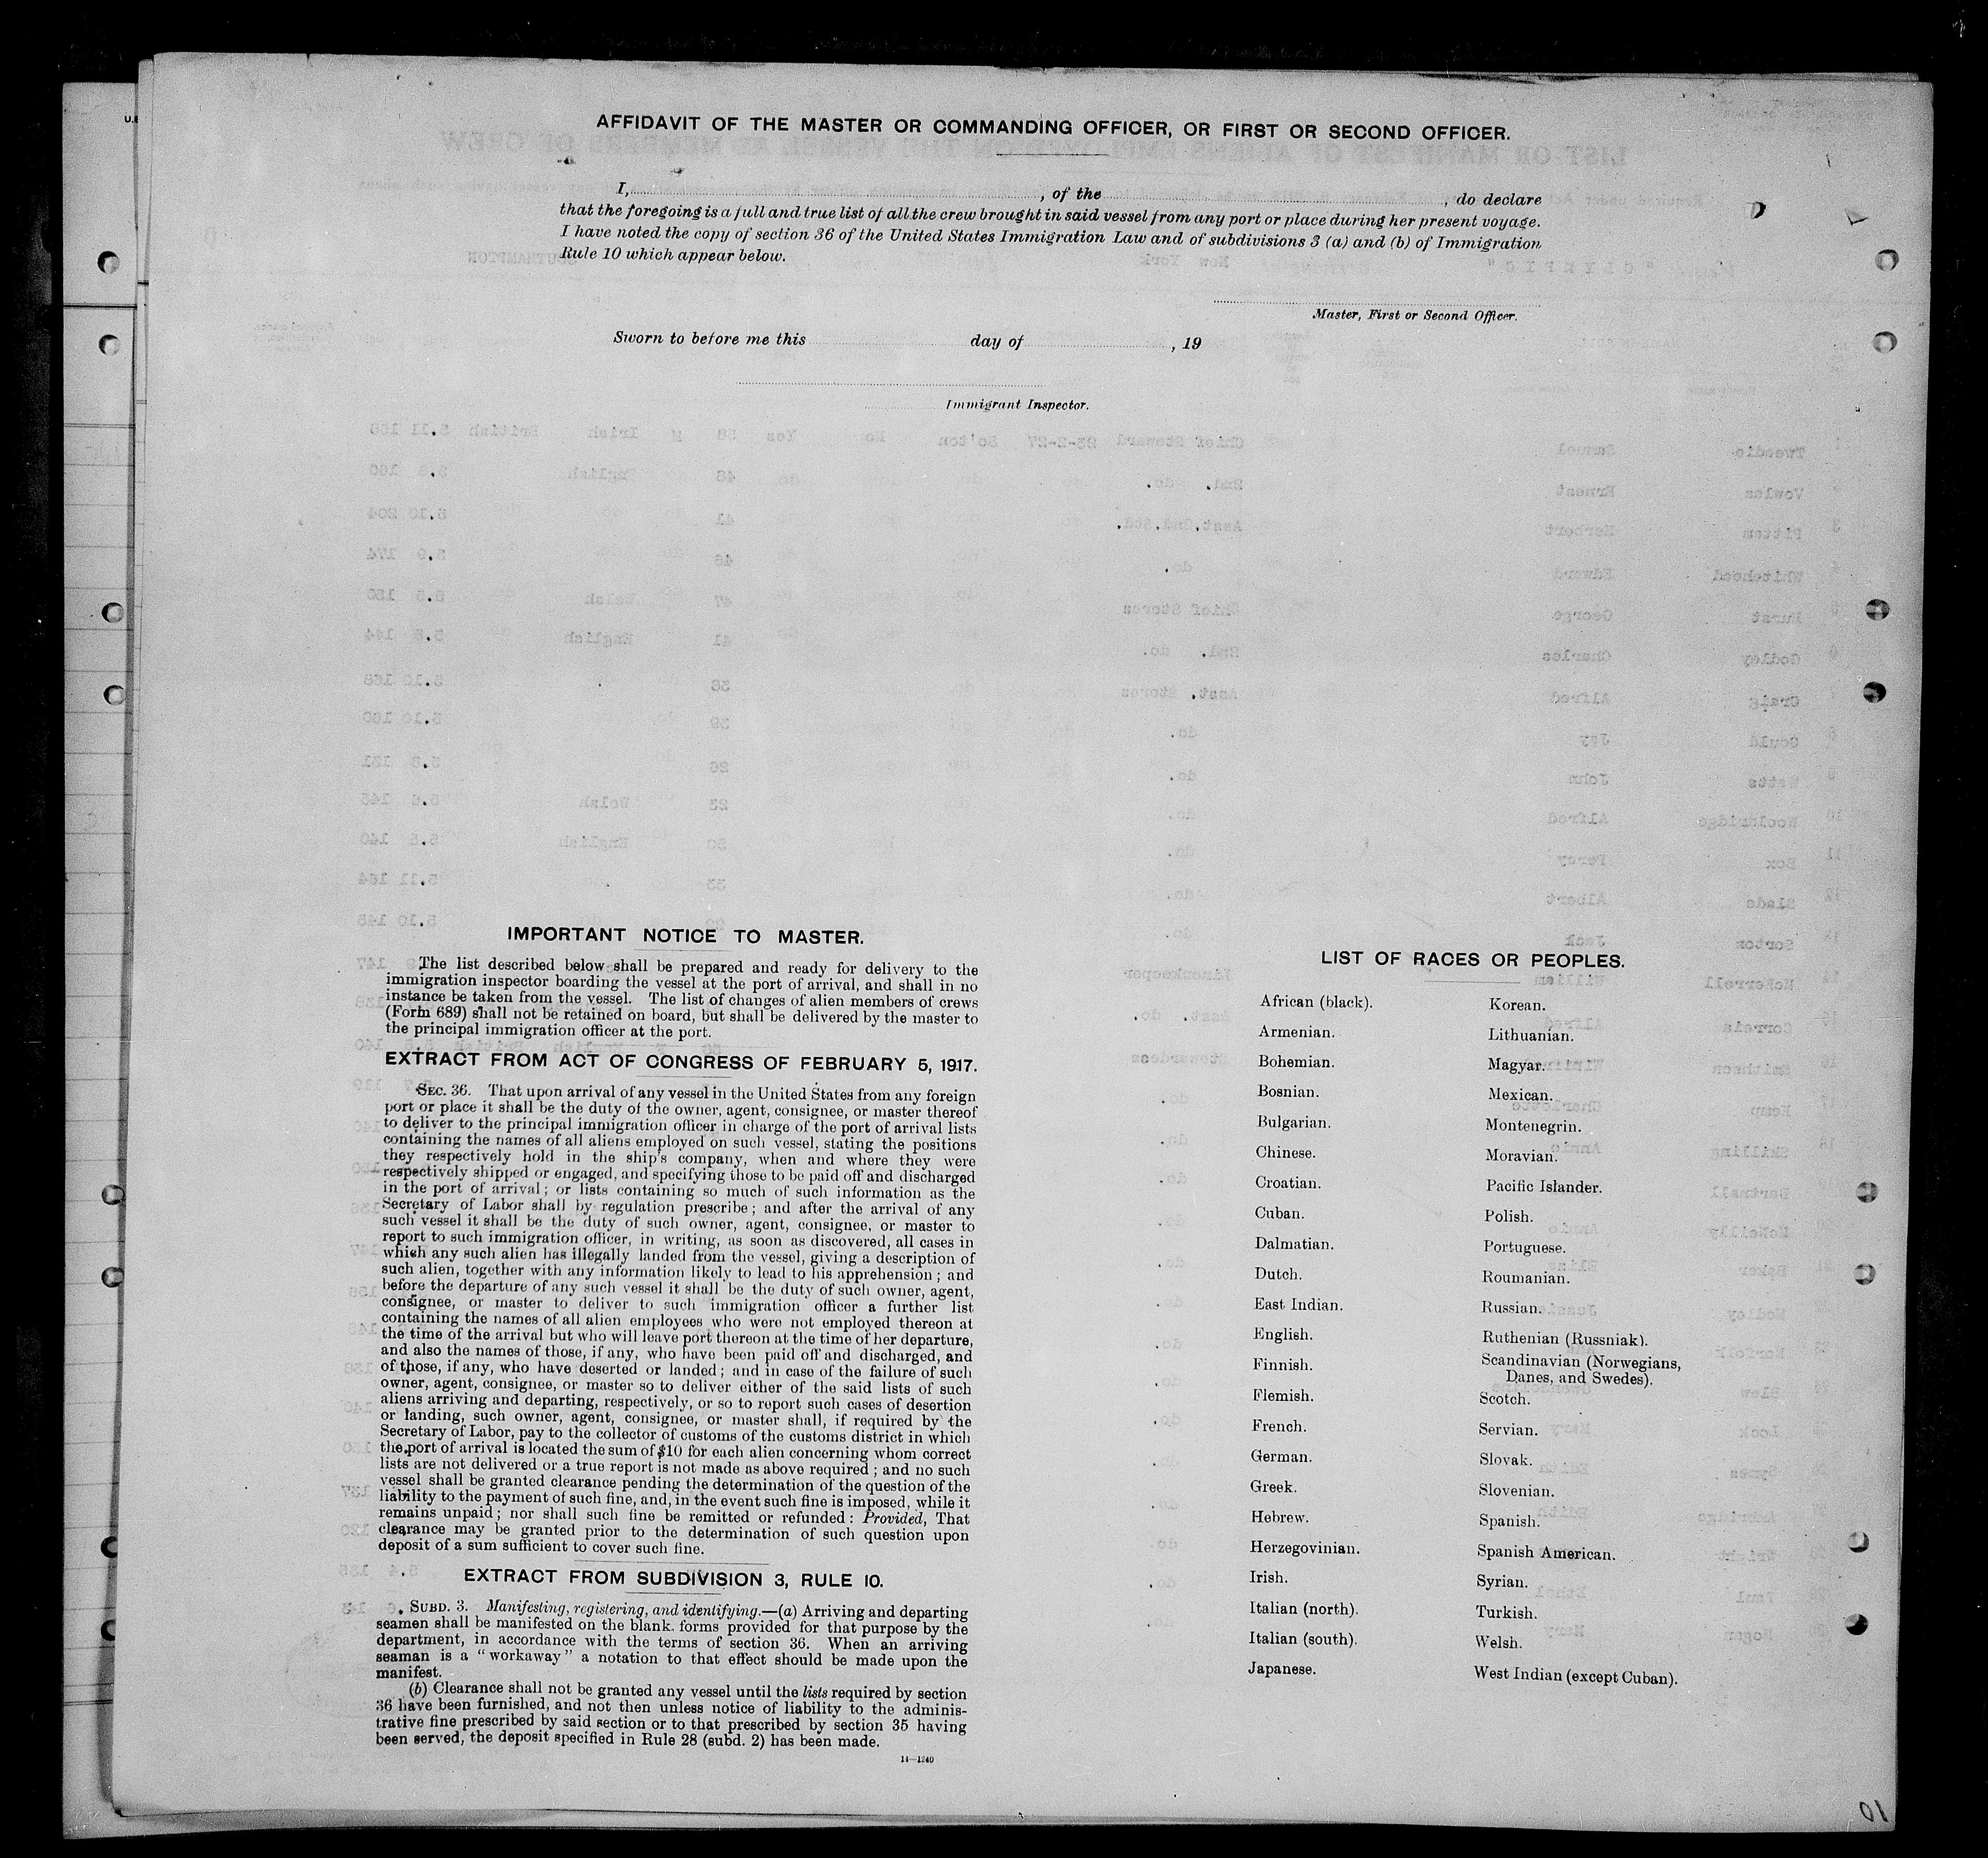 AFFIDAVIT OF THE MASTER OR COMMANDING OFFICER, OR FIRST OR SECOND OFFICER.
I, , of the , do declare
that the foregoing is a full and true list of all the crew brought in said vessel from any port or place during her present voyage.
I have noted the copy of section 36 of the United States Immigration Law and of subdivisions 3 (a) and (b) of Immigration
Rule 10 which appear below.
Master, First or Second Officer.
Sworn to before me this day of , 19
Immigrant Inspector.
IMPORTANT NOTICE TO MASTER.
The list described below shall be prepared and ready for delivery to the
immigration inspector boarding the vessel at the port of arrival, and shall in no
instance be taken from the vessel. The list of changes of alien members of crews
(Form 689) shall not be retained on board, but shall be delivered by the master to
the principal immigration officer at the port.
EXTRACT FROM ACT OF CONGRESS OF FEBRUARY 5, 1917.
SEC. 36. That upon arrival of any vessel in the United States from any foreign
port or place it shall be the duty of the owner, agent, consignee, or master thereof
to deliver to the principal immigration officer in charge of the port of arrival lists
containing the names of all aliens employed on such vessel, stating the positions
they respectively hold in the ship's company, when and where they were
respectively shipped or engaged, and specifying those to be paid off and discharged
in the port of arrival; or lists containing so much of such information as the
Secretary of Labor shall by regulation prescribe; and after the arrival of any
such vessel it shall be the duty of such owner, agent, consignee, or master to
report to such immigration officer, in writing, as soon as discovered, all cases in
which any such alien has illegally landed from the vessel, giving a description of
such alien, together with any information likely to lead to his apprehension; and
before the departure of any such vessel it shall be the duty of such owner, agent,
consignee, or master to deliver to such immigration officer a further list
containing the names of all alien employees who were not employed thereon at
the time of the arrival but who will leave port thereon at the time of her departure,
and also the names of those, if any, who have been paid off and discharged, and
of those, if any, who have deserted or landed; and in case of the failure of such
owner, agent, consignee, or master so to deliver either of the said lists of such
aliens arriving and departing, respectively, or so to report such cases of desertion
or landing, such owner, agent, consignee, or master shall, if required by the
Secretary of Labor, pay to the collector of customs of the customs district in which
the port of arrival is located the sum of $10 for each alien concerning whom correct
lists are not delivered or a true report is not made as above required; and no such
vessel shall be granted clearance pending the determination of the question of the
liability to the payment of such fine, and, in the event such fine is imposed, while it
remains unpaid; nor shall such fine be remitted or refunded: Provided, That
clearance may be granted prior to the determination of such question upon
deposit of a sum sufficient to cover such fine.
EXTRACT FROM SUBDIVISION 3, RULE 10.
SUBD. 3. Manifesting, registering, and identifying.—(a) Arriving and departing
seamen shall be manifested on the blank forms provided for that purpose by the
department, in accordance with the terms of section 36. When an arriving
seaman is a "workaway" a notation to that effect should be made upon the
manifest.
(b) Clearance shall not be granted any vessel until the lists required by section
36 have been furnished, and not then unless notice of liability to the adminis-
trative fine prescribed by said section or to that prescribed by section 35 having
been served, the deposit specified in Rule 28 (subd. 2) has been made.
14—1240
LIST OF RACES OR PEOPLES.
African (black).
Armenian.
Bohemian.
Bosnian.
Bulgarian.
Chinese.
Croatian.
Cuban.
Dalmatian.
Dutch.
East Indian.
English.
Finnish.
Flemish.
French.
German.
Greek.
Hebrew.
Herzegovinian.
Irish.
Italian (north).
Italian (south).
Japanese.
Korean.
Lithuanian.
Magyar.
Mexican.
Montenegrin.
Moravian.
Pacific Islander.
Polish.
Portuguese.
Roumanian.
Russian.
Ruthenian (Russniak).
Scandinavian (Norwegians,
Danes, and Swedes).
Scotch.
Servian.
Slovak.
Slovenian.
Spanish.
Spanish American.
Syrian.
Turkish.
Welsh.
West Indian (except Cuban).